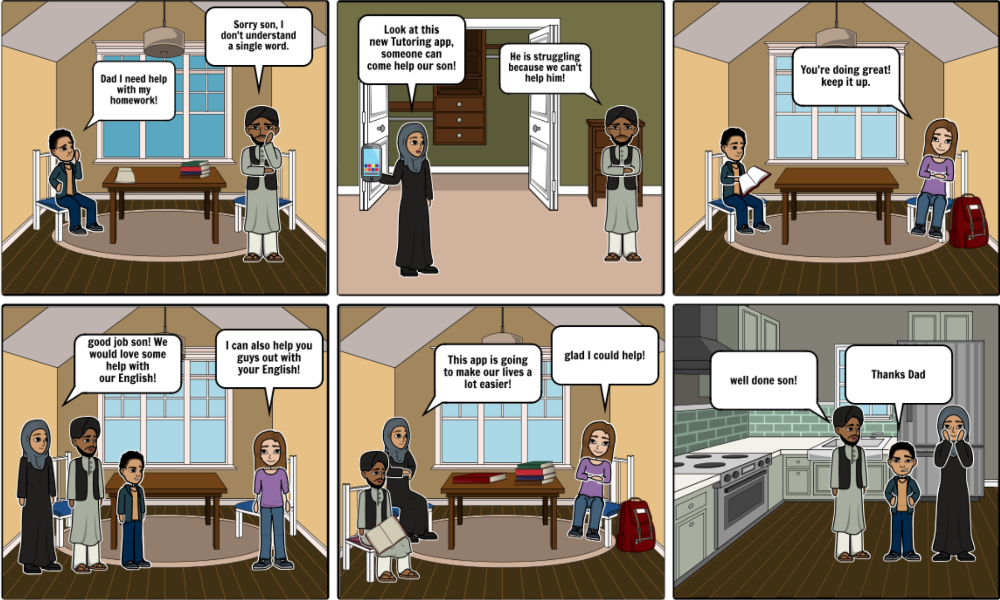 Dad I need help
with my
homework!
Sorry son, I
don't understand
a single word.
Look at this
new Tutoring app,
someone can
come help our son!
He is struggling
because we can't
help him!
You're doing great!
keep it up.
good job son! We
would love some
help with
our English!
I can also help you
guys out with
your English!
This app is going
to make our lives a
lot easier!
glad I could help!
well done son!
Thanks Dad